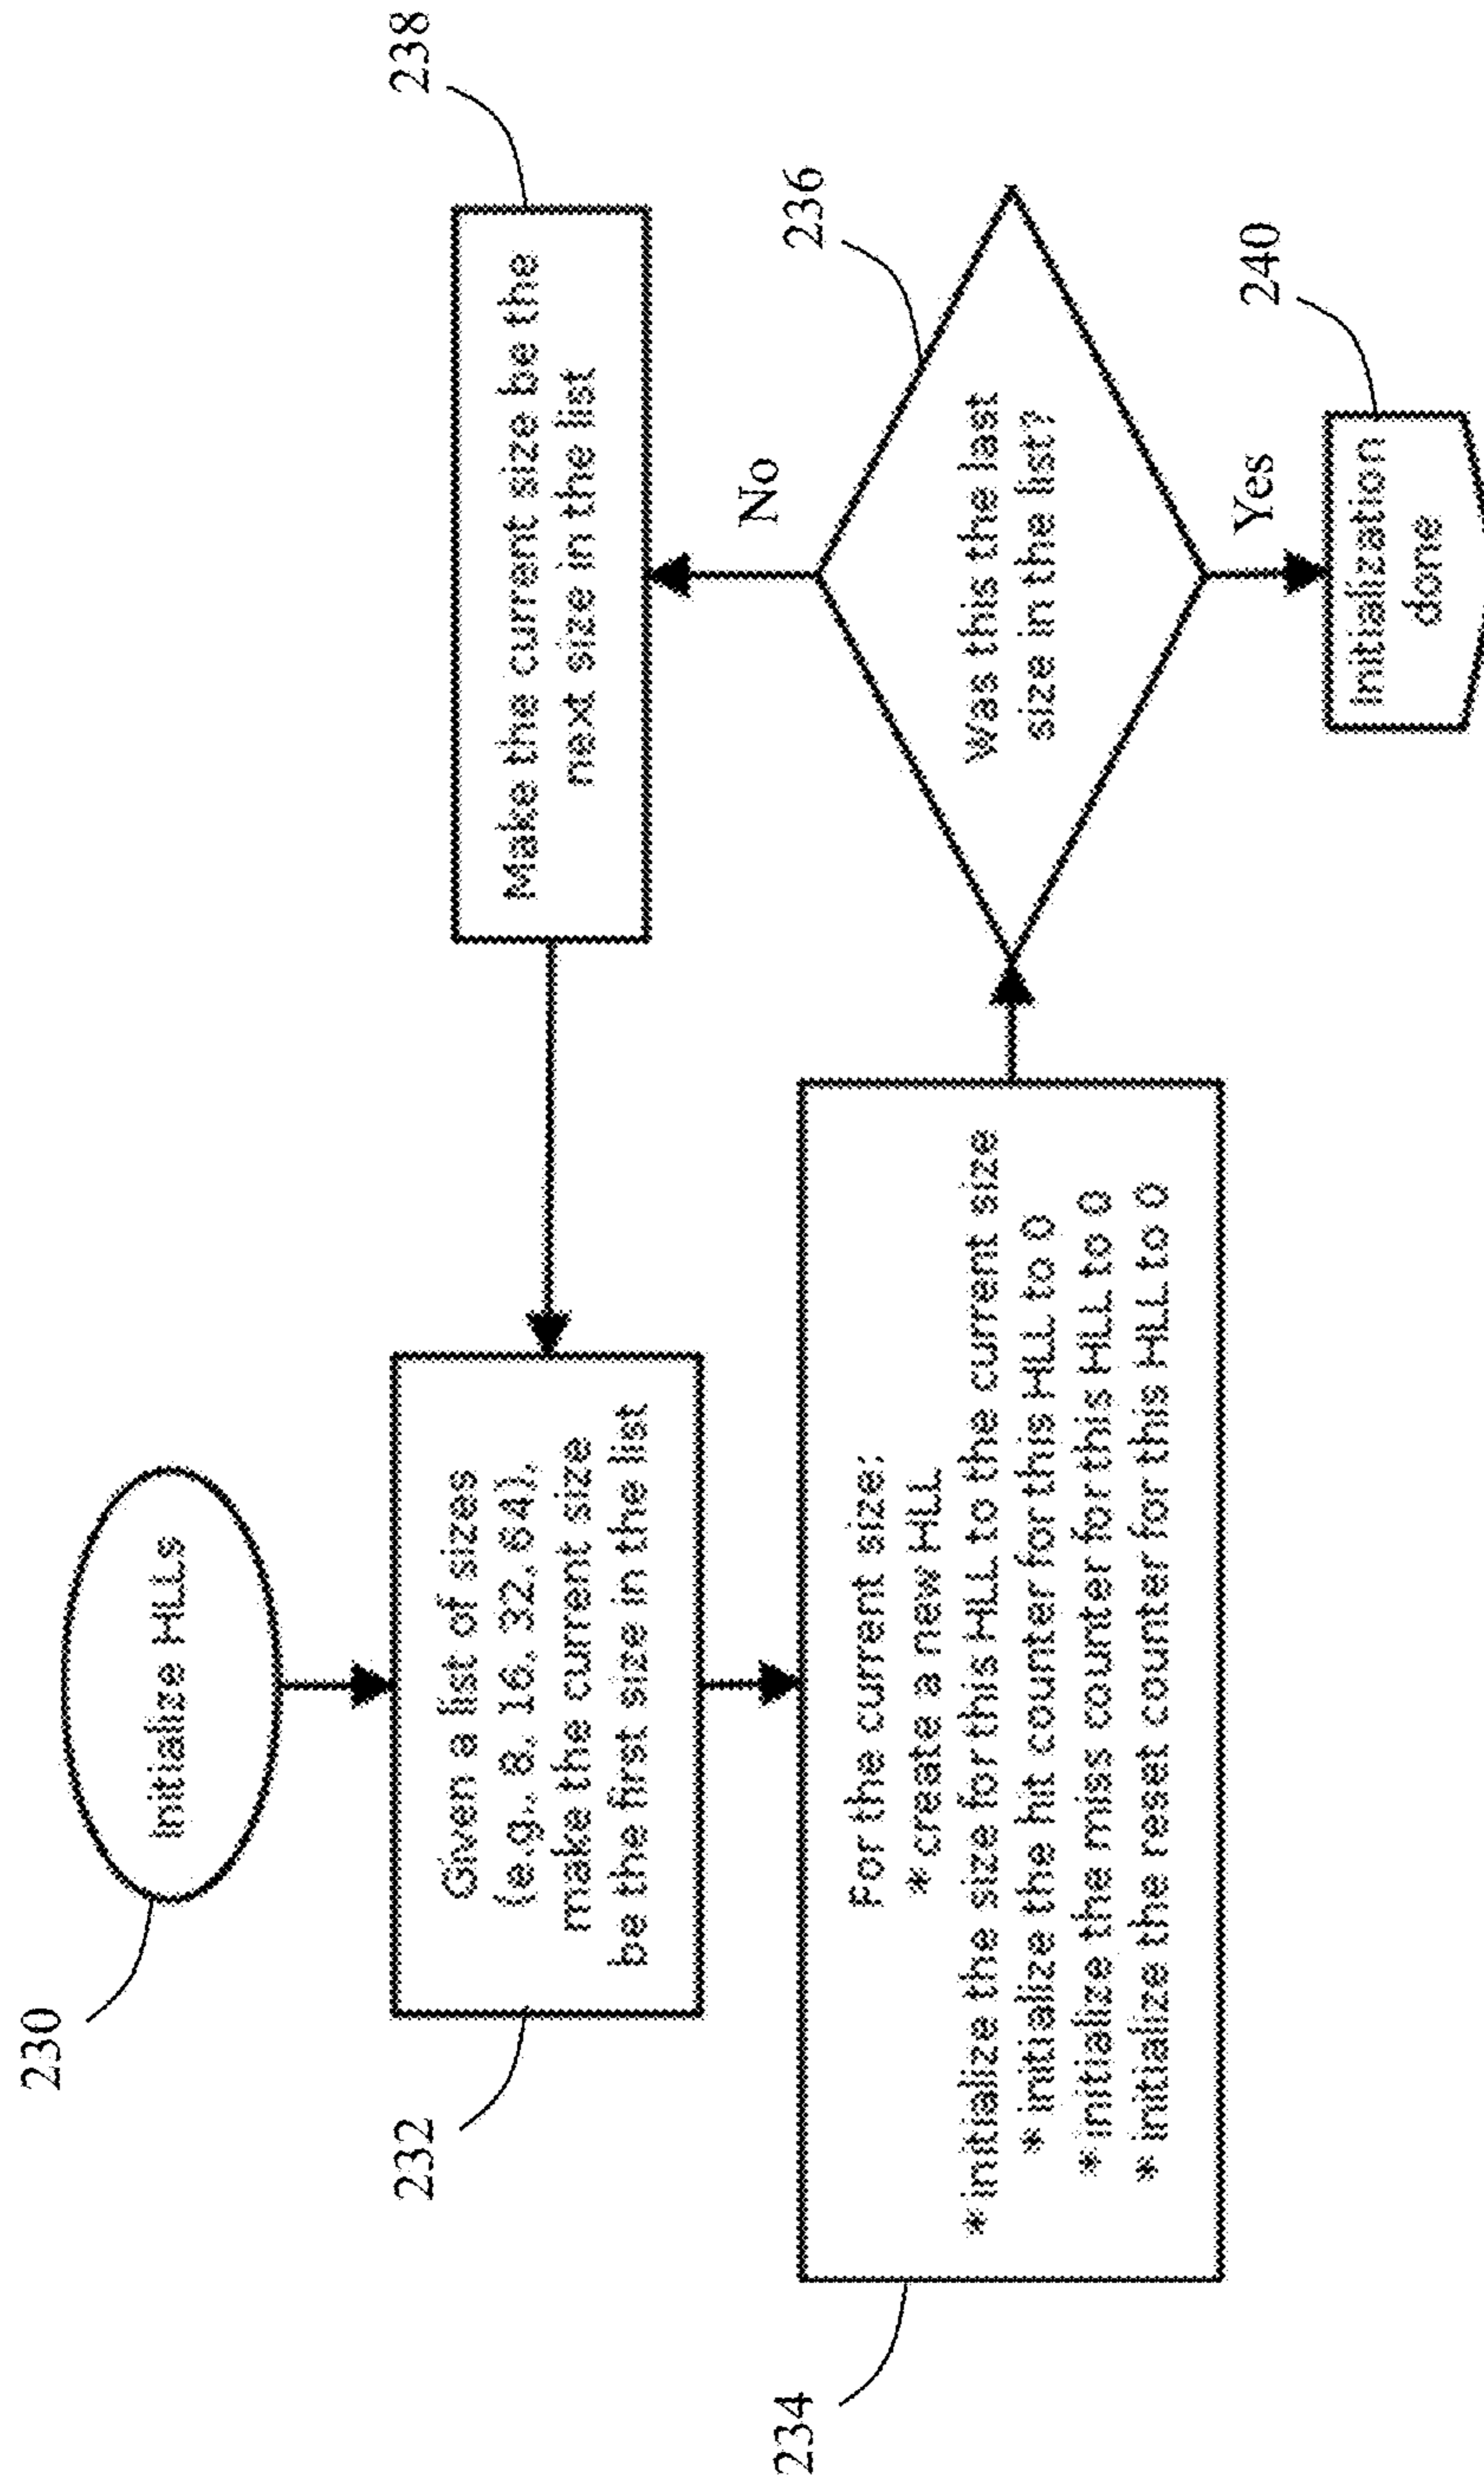 230
Initialize HLLs
232
Given a list of sizes
(e.g., 8, 16, 32, 64),
make the current size
be the first size in the list
238
Make the current size be the
next size in the list
234
For the current size:
* create a new HLL
* initialize the size for this HLL to the current size
* initialize the hit counter for this HLL to 0
* initialize the miss counter for this HLL to 0
* initialize the reset counter for this HLL to 0
236
was this the last
size in the list?
No
Yes
240
Initialization
done